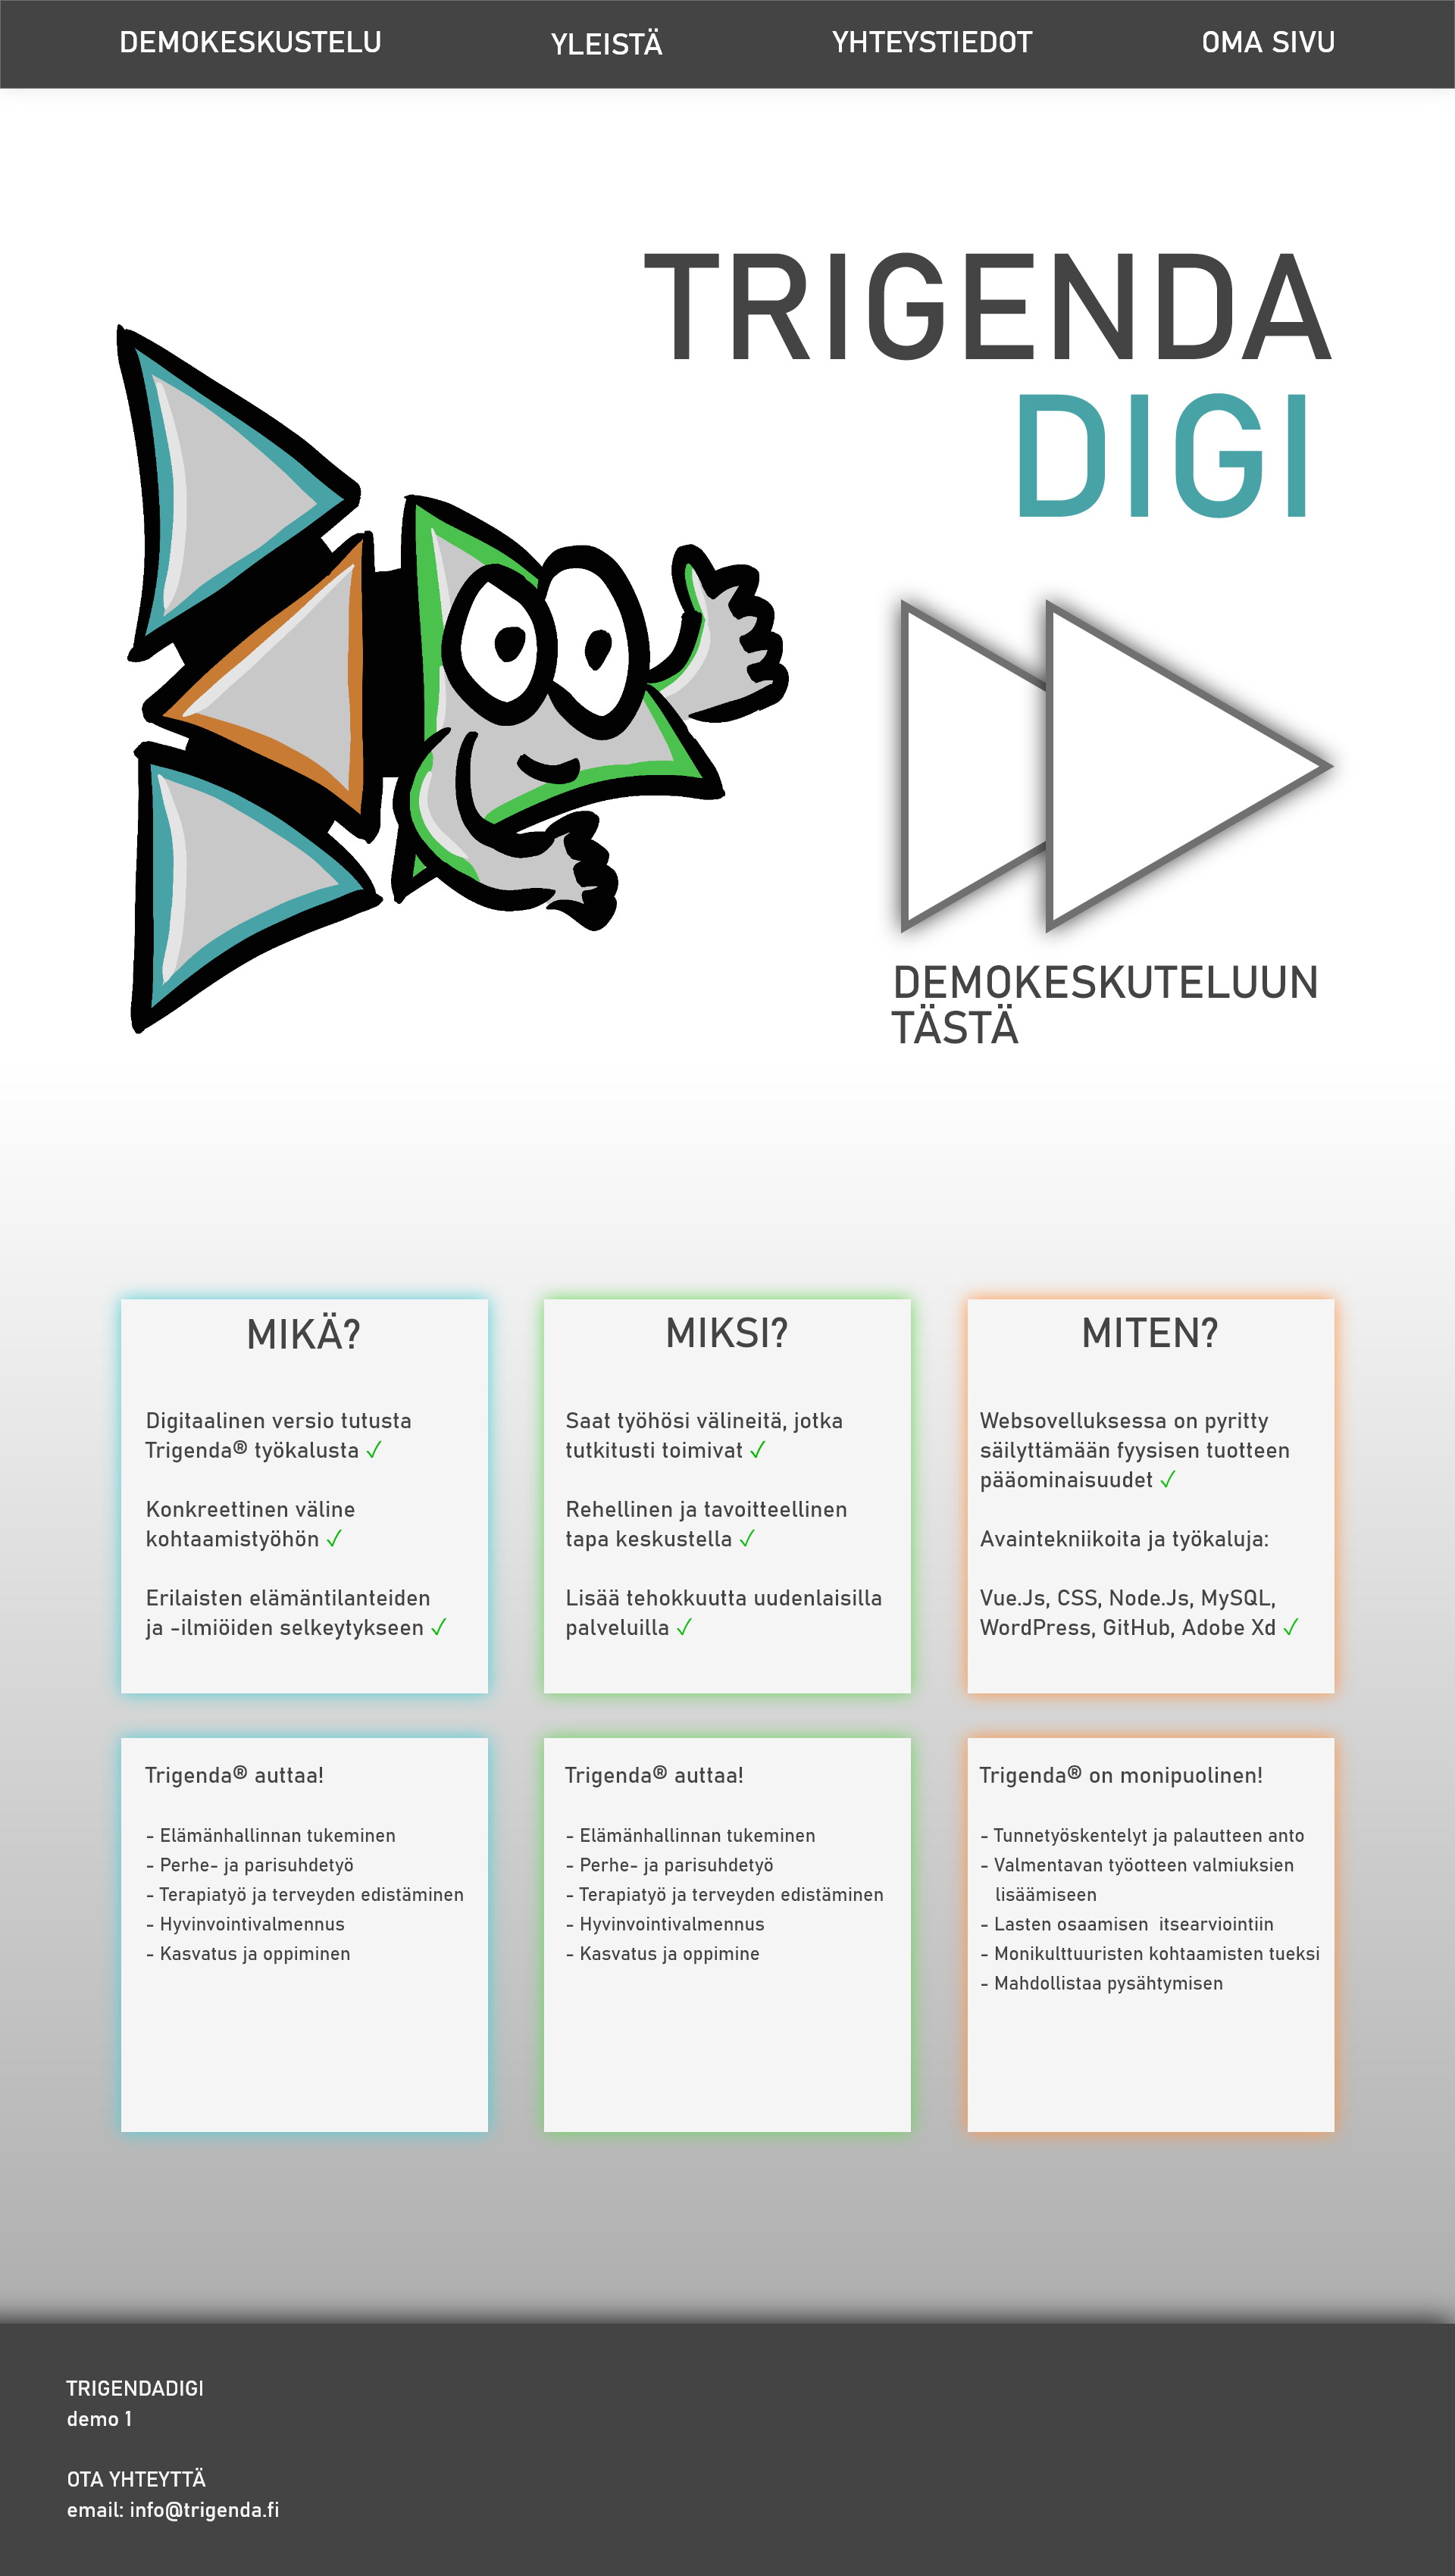 DEMOKESKUSTELU
YLEISTÄ
YHTEYSTIEDOT
OMA SIVU
TRIGENDA
DIGI
DEMOKESKUTELUUN
TÄSTÄ
MIKÄ?
Digitaalinen versio tutusta
Trigenda® työkalusta ✓
Konkreettinen väline
kohtaamistyöhön ✓
Erilaisten elämäntilanteiden
ja -ilmiöiden selkeytykseen ✓
MIKSI?
Saat työhösi välineitä, jotka
tutkitusti toimivat ✓
Rehellinen ja tavoitteellinen
tapa keskustella ✓
Lisää tehokkuutta uudenlaisilla
palveluilla ✓
MITEN?
Websovelluksessa on pyritty
säilyttämään fyysisen tuotteen
pääominaisuudet ✓
Avaintekniikoita ja työkaluja:
Vue.Js, CSS, Node.Js, MySQL,
WordPress, GitHub, Adobe Xd ✓
Trigenda® auttaa!
- Elämänhallinnan tukeminen
- Perhe- ja parisuhdetyö
- Terapiatyö ja terveyden edistäminen
- Hyvinvointivalmennus
- Kasvatus ja oppiminen
Trigenda® auttaa!
- Elämänhallinnan tukeminen
- Perhe- ja parisuhdetyö
- Terapiatyö ja terveyden edistäminen
- Hyvinvointivalmennus
- Kasvatus ja oppimine
Trigenda® on monipuolinen!
- Tunnetyöskentelyt ja palautteen anto
- Valmentavan työotteen valmiuksien
lisäämiseen
- Lasten osaamisen itsearviointiin
- Monikulttuuristen kohtaamisten tueksi
- Mahdollistaa pysähtymisen
TRIGENDADIGI
demo 1
OTA YHTEYTTÄ
email: info@trigenda.fi